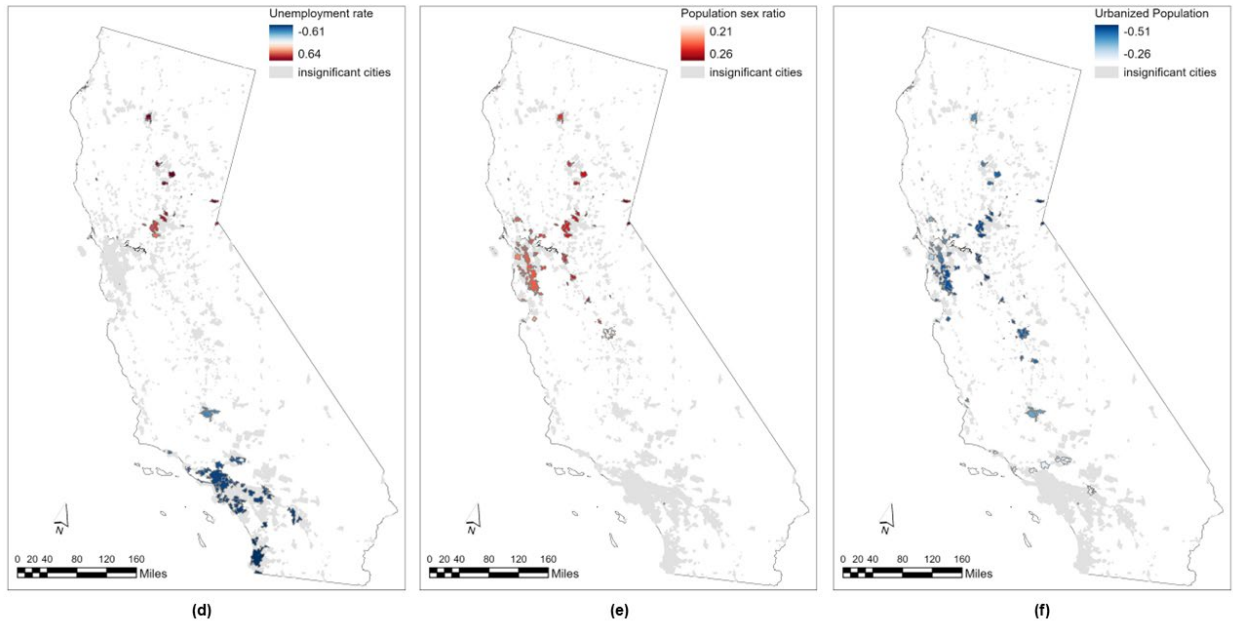 Unemployment rate
-0.61
0.64
insignificant cities
N
0 20 40 80 120 160
Miles
(d)
Population sex ratio
0.21
0.26
insignificant cities
N
0 20 40 80 120 160
Miles
(e)
Urbanized Population
-0.51
-0.26
insignificant cities
N
0 20 40 80 120 160
Miles
(f)